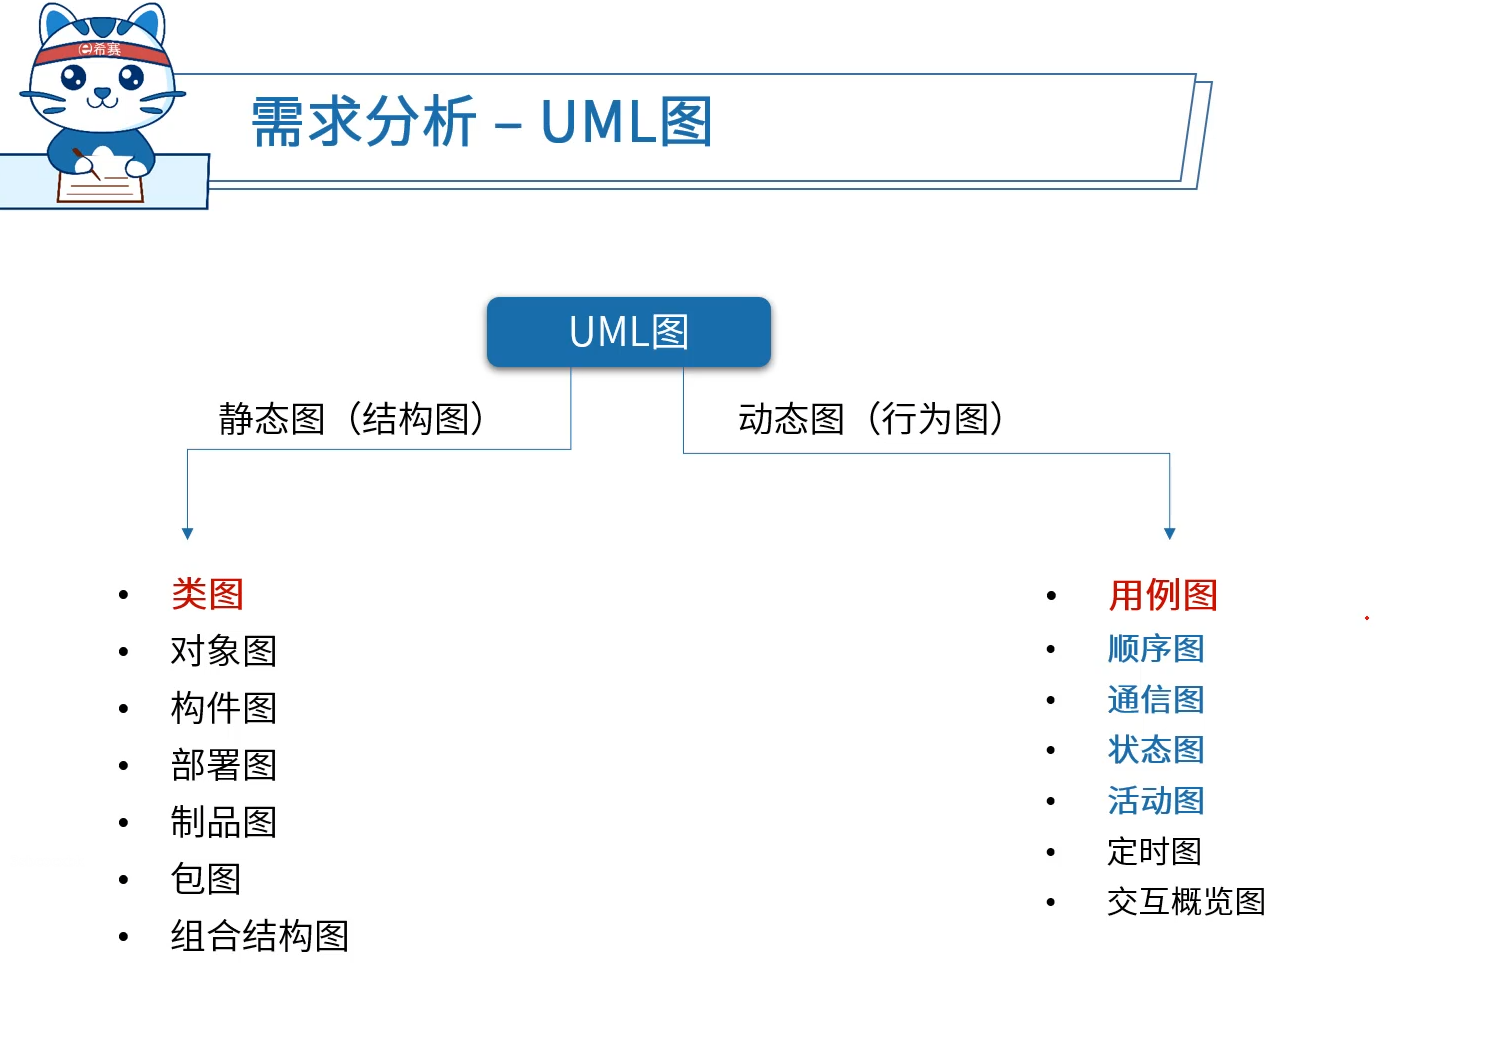 希赛
需求分析 – UML图
UML图
静态图（结构图）
动态图（行为图）
• 类图
• 对象图
• 构件图
• 部署图
• 制品图
• 包图
• 组合结构图
• 用例图
• 顺序图
• 通信图
• 状态图
• 活动图
• 定时图
• 交互概览图